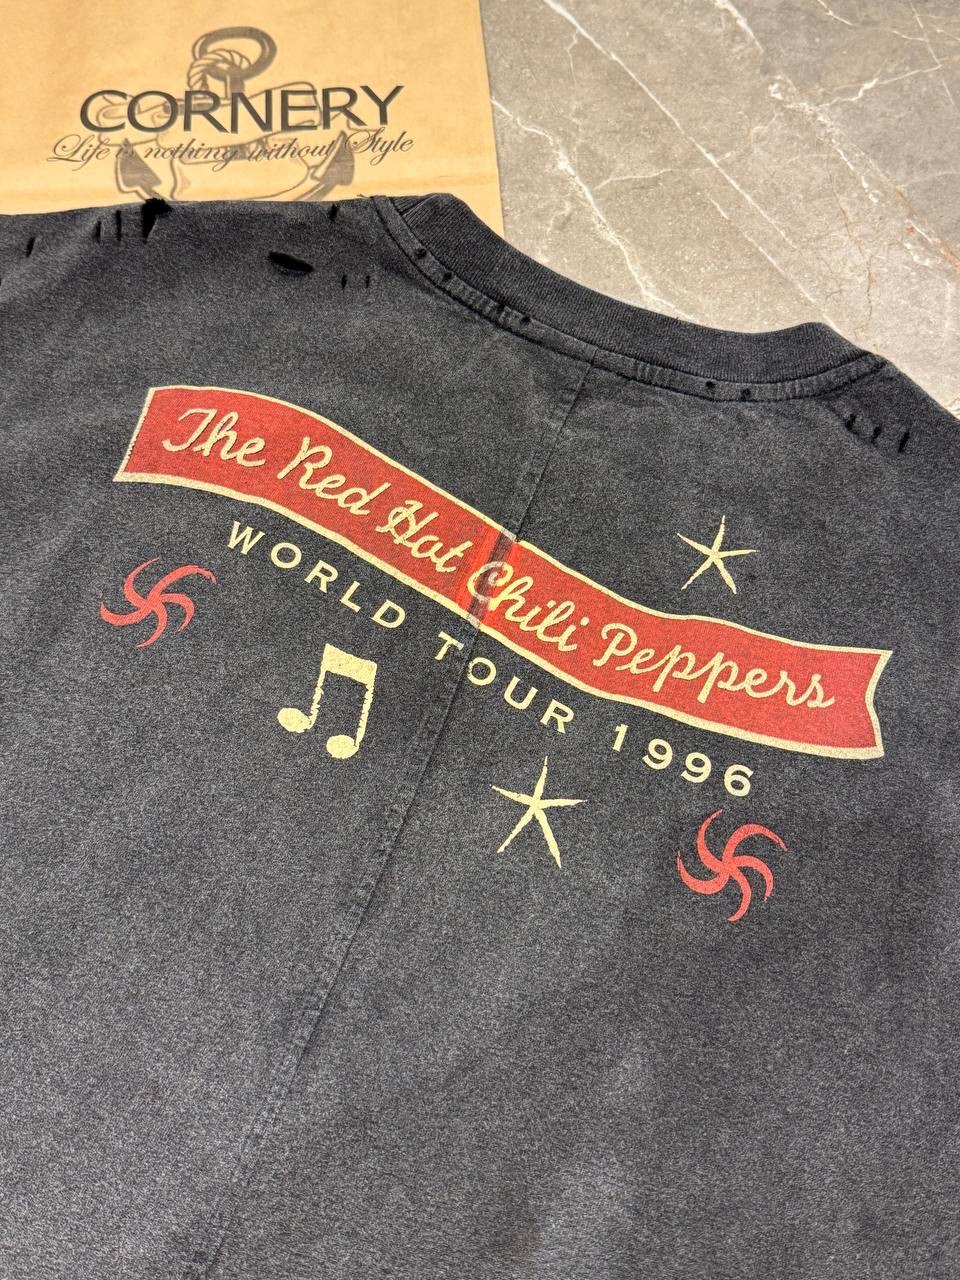 CORNERY
Life is nothing without Style
The Red Hot Chili Peppers
WORLD TOUR 1996